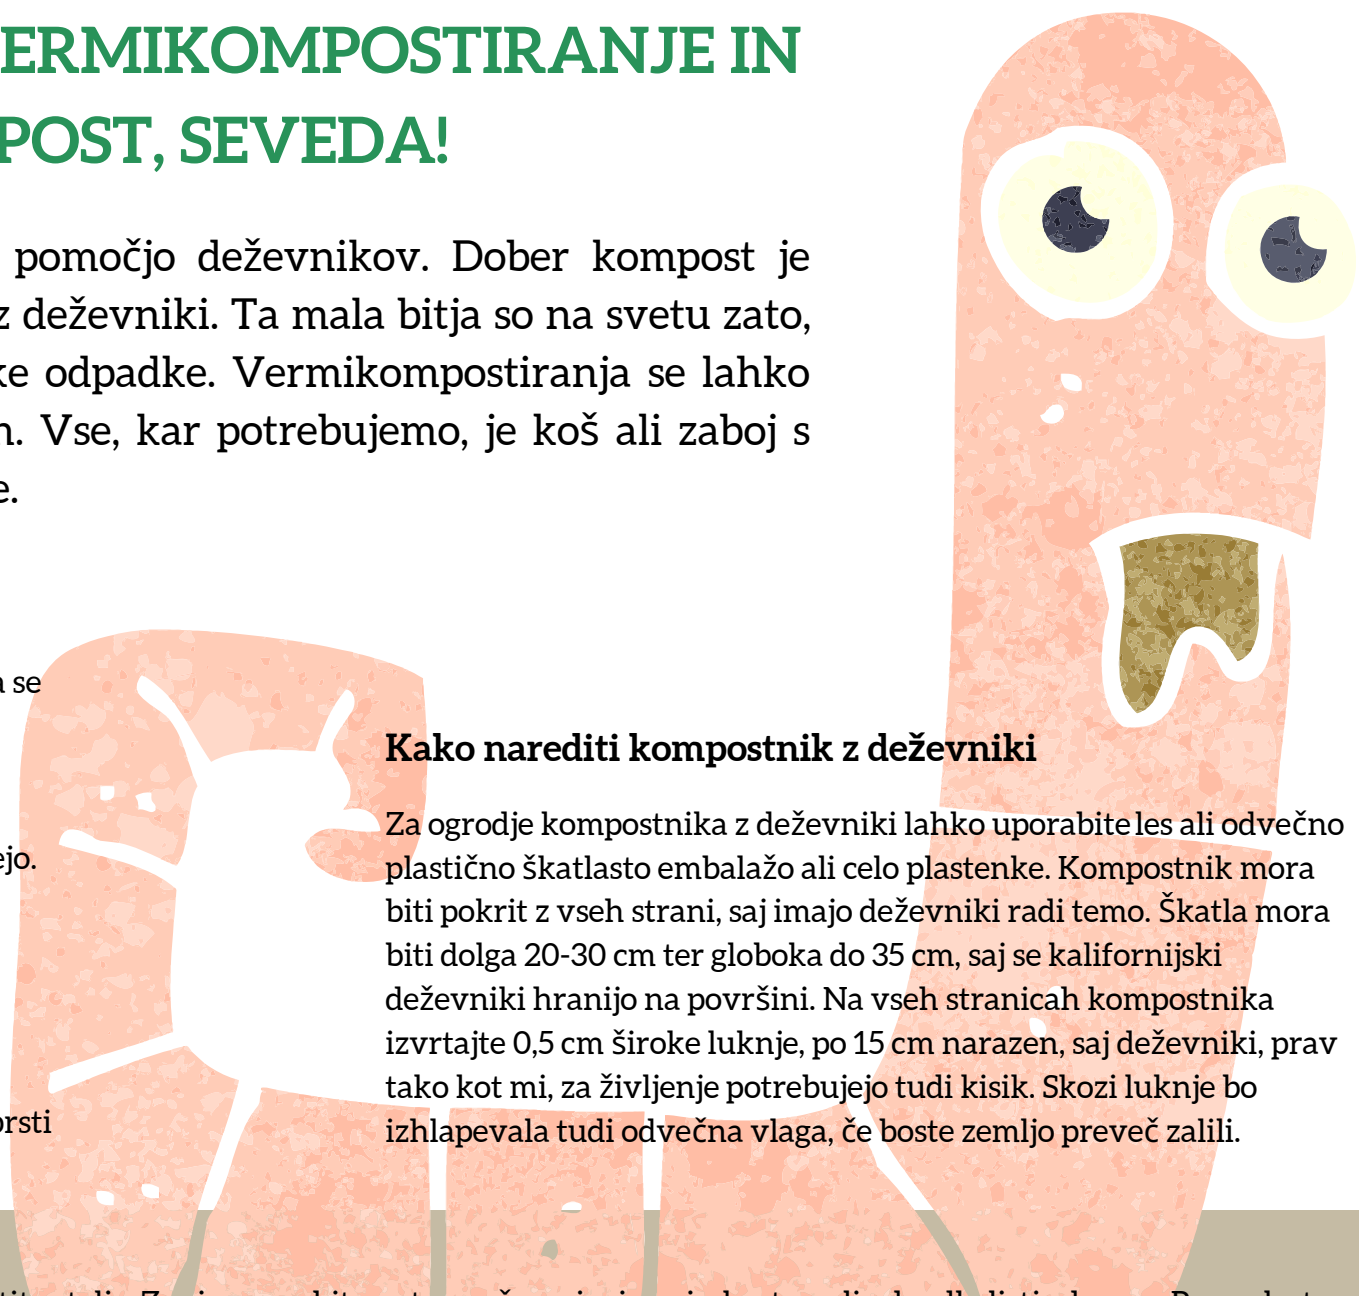 ERMIKOMPOSTIRANJE IN
POST, SEVEDA!
pomočjo deževnikov. Dober kompost je
z deževniki. Ta mala bitja so na svetu zato,
ke odpadke. Vermikompostiranja se lahko
Vse, kar potrebujemo, je koš ali zaboj s
e.
a se
ejo.
prsti
Kako narediti kompostnik z deževniki
Za ogrodje kompostnika z deževniki lahko uporabite les ali odvečno
plastično škatlasto embalažo ali celo plastenke. Kompostnik mora
biti pokrit z vseh strani, saj imajo deževniki radi temo. Škatla mora
biti dolga 20-30 cm ter globoka do 35 cm, saj se kalifornijski
deževniki hranijo na površini. Na vseh stranicah kompostnika
izvrtajte 0,5 cm široke luknje, po 15 cm narazen, saj deževniki, prav
tako kot mi, za življenje potrebujejo tudi kisik. Skozi luknje bo
izhlapevala tudi odvečna vlaga, če boste zemljo preveč zalili.